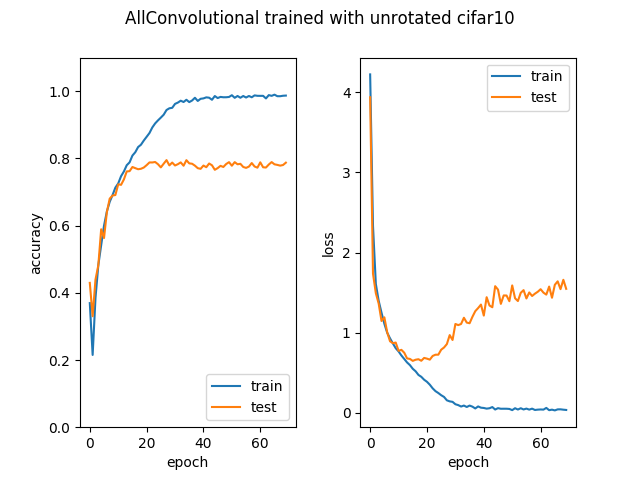 AllConvolutional trained with unrotated cifar10
1.0
0.8
0.6
0.4
0.2
0.0
accuracy
train
test
0 20 40 60
epoch
4
3
2
1
0
loss
train
test
0 20 40 60
epoch